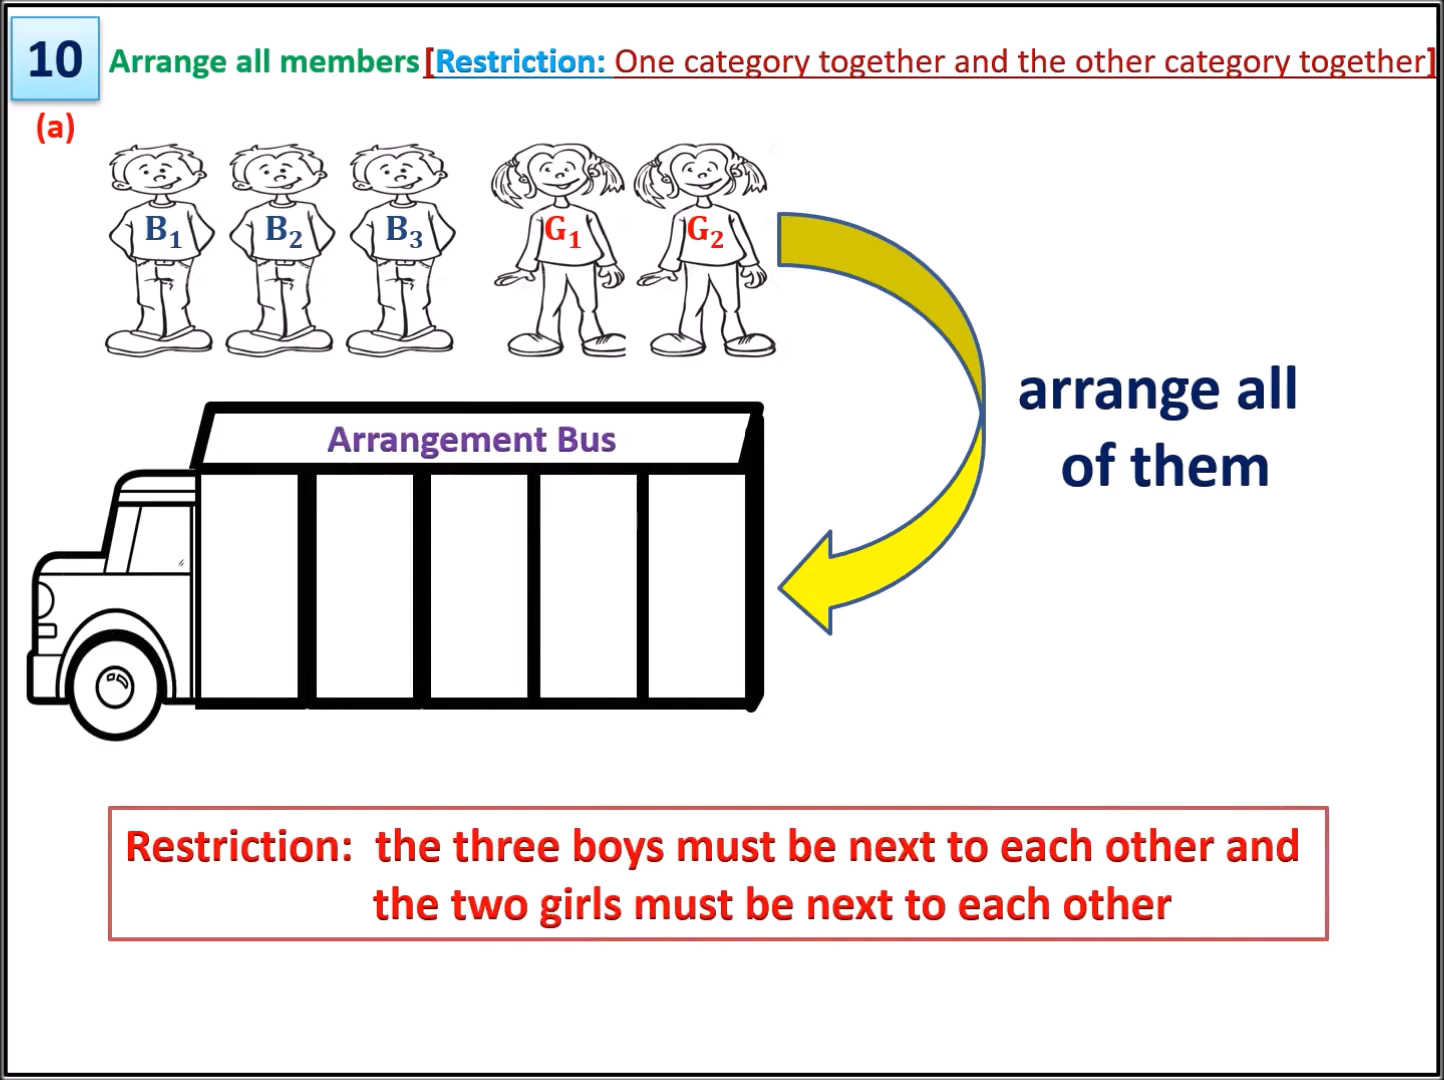 10 Arrange all members [Restriction: One category together and the other category together]
(a)
B1 B2 B3 G1 G2
arrange all
of them
Arrangement Bus
Restriction: the three boys must be next to each other and
the two girls must be next to each other